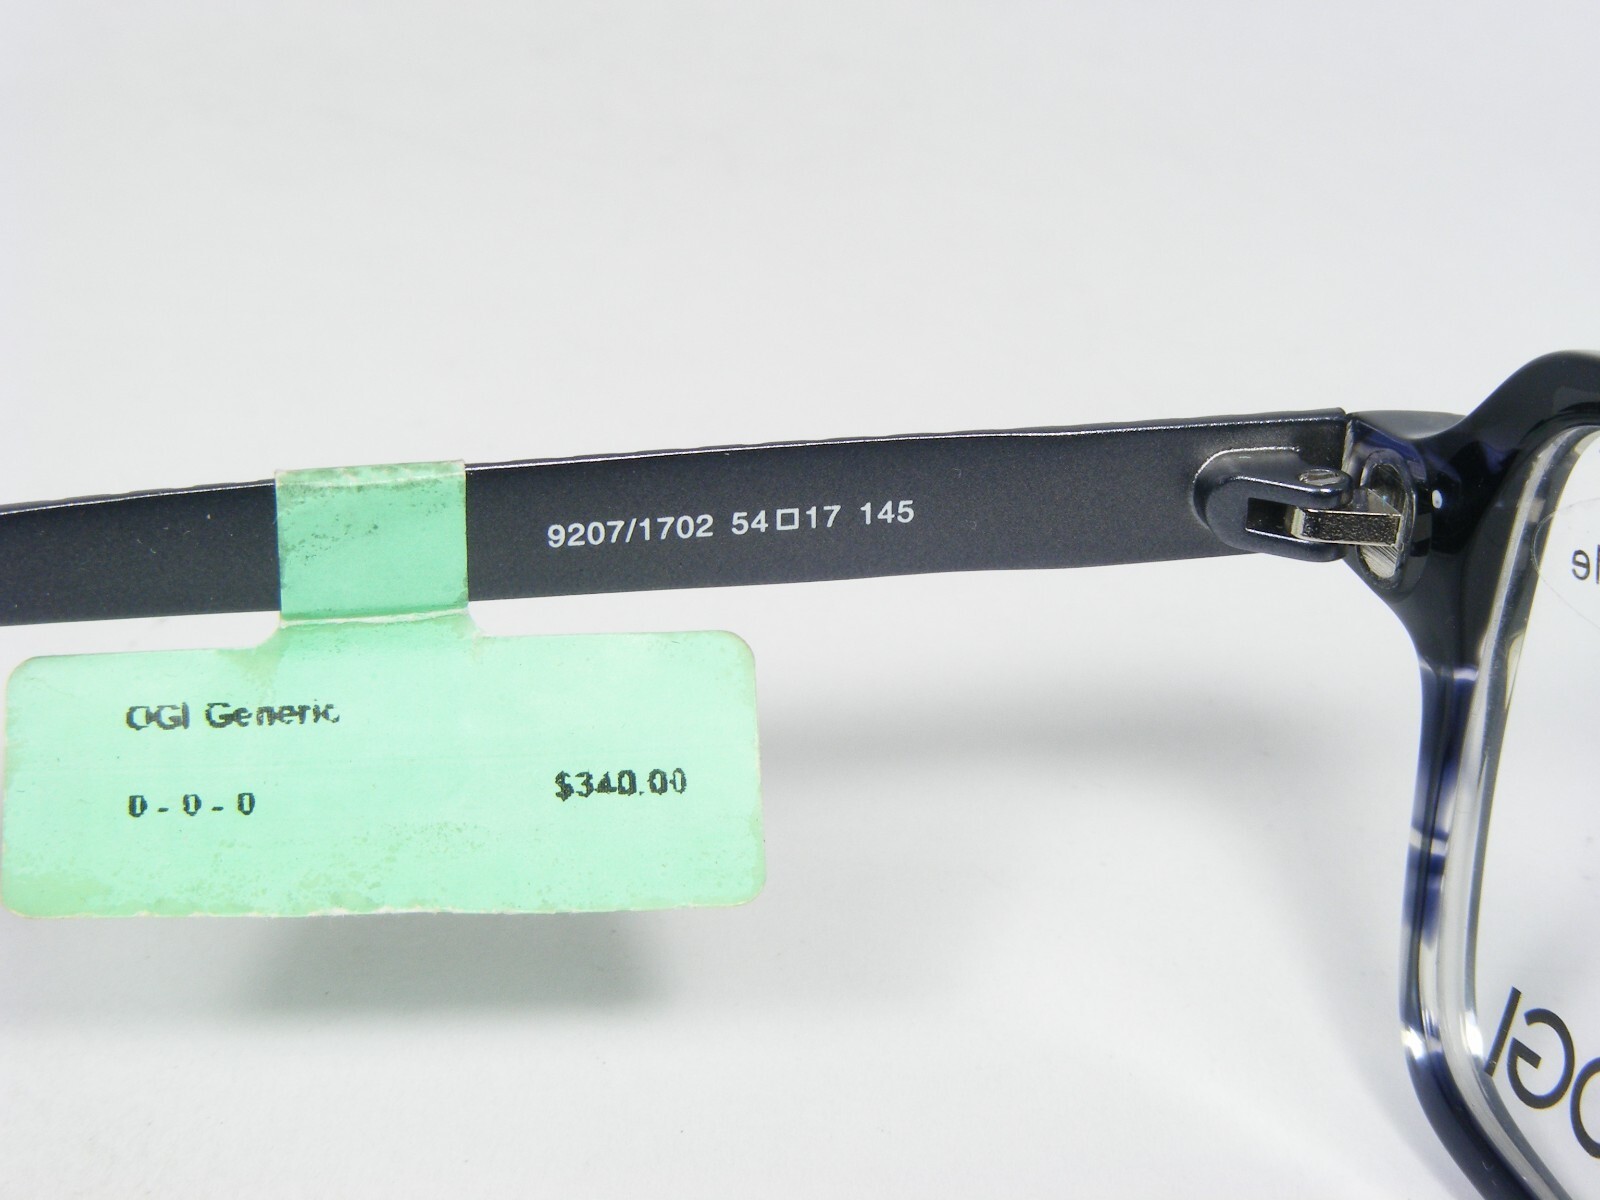 9207/1702 54□17 145
OGI Generic
0-0-0 $340.00
OGI